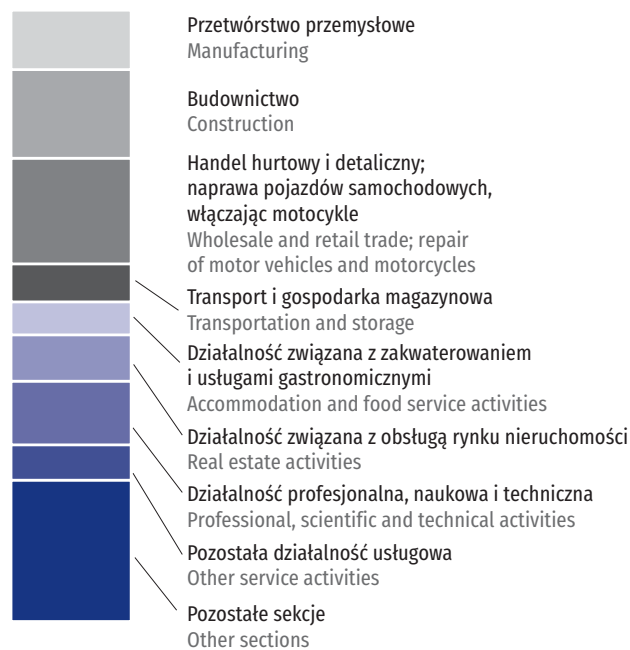 Przetwórstwo przemysłowe
Manufacturing
Budownictwo
Construction
Handel hurtowy i detaliczny;
naprawa pojazdów samochodowych,
włączając motocykle
Wholesale and retail trade; repair
of motor vehicles and motorcycles
Transport i gospodarka magazynowa
Transportation and storage
Działalność związana z zakwaterowaniem
i usługami gastronomicznymi
Accommodation and food service activities
Działalność związana z obsługą rynku nieruchomości
Real estate activities
Działalność profesjonalna, naukowa i techniczna
Professional, scientific and technical activities
Pozostała działalność usługowa
Other service activities
Pozostałe sekcje
Other sections